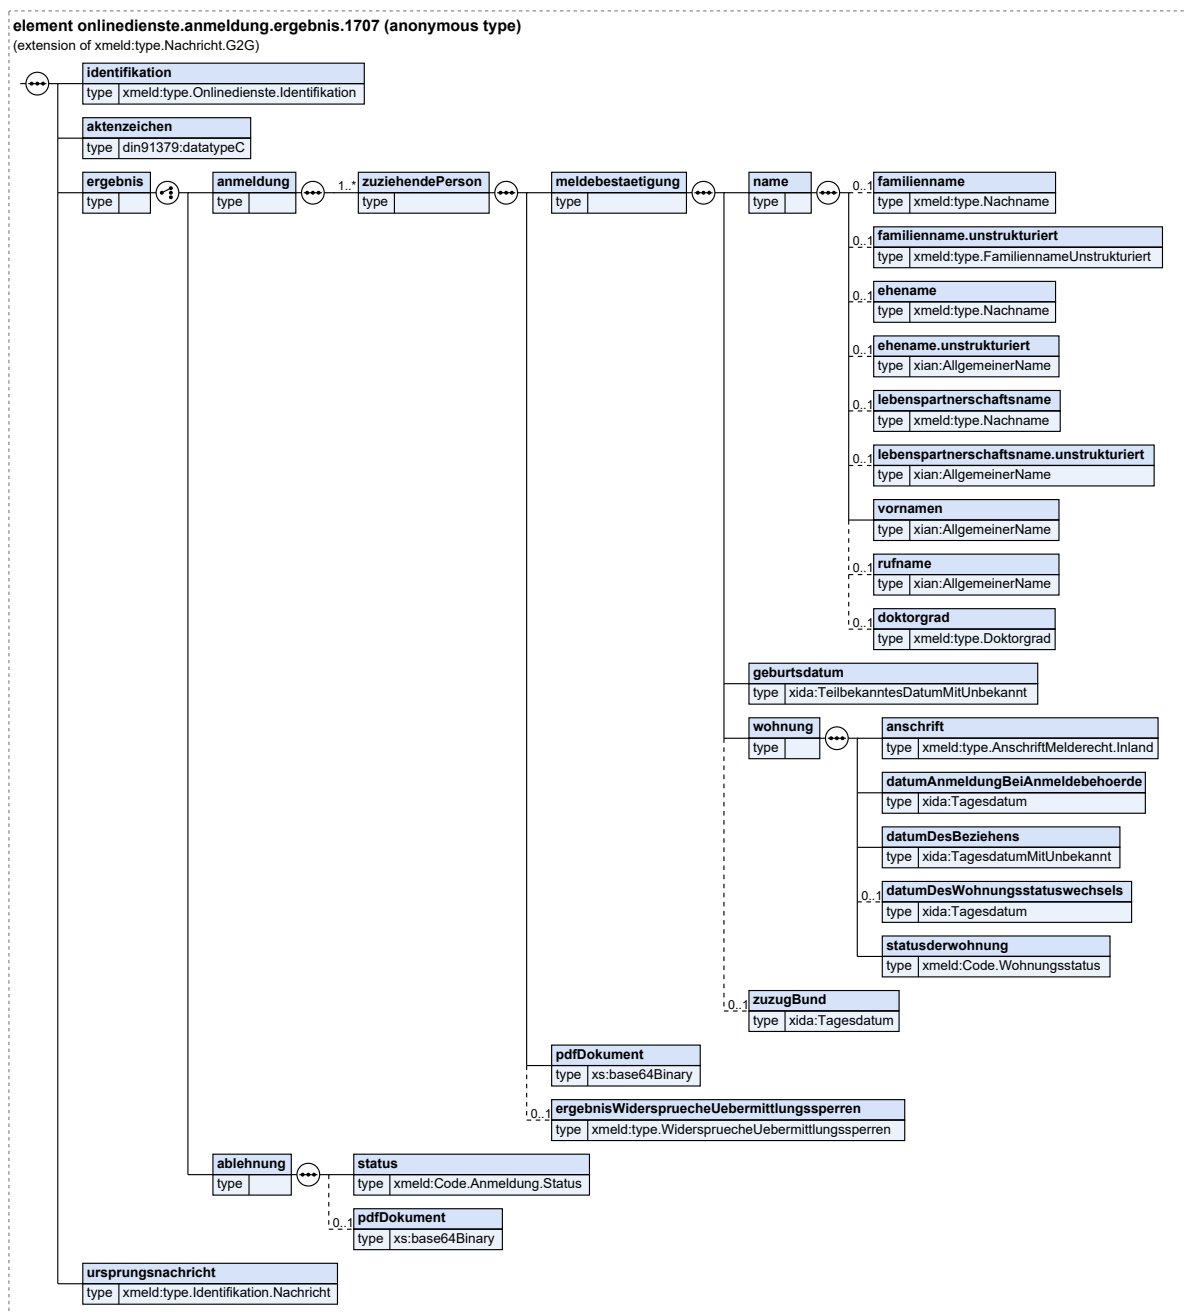 element onlinedienste.anmeldung.ergebnis.1707 (anonymous type)
(extension of xmeld:type.Nachricht.G2G)
identifikation
type xmeld:type.Onlinedienste.Identifikation
aktenzeichen
type din91379:datatypeC
ergebnis
type
anmeldung
type
1..*
zuziehendePerson
type
meldebestaetigung
type
name
type
0..1
familienname
type xmeld:type.Nachname
0..1
familienname.unstrukturiert
type xmeld:type.FamiliennameUnstrukturiert
0..1
ehename
type xmeld:type.Nachname
0..1
ehename.unstrukturiert
type xian:AllgemeinerName
0..1
lebenspartnerschaftsname
type xmeld:type.Nachname
0..1
lebenspartnerschaftsname.unstrukturiert
type xian:AllgemeinerName
vornamen
type xian:AllgemeinerName
0..1
rufname
type xian:AllgemeinerName
0..1
doktorgrad
type xmeld:type.Doktorgrad
geburtsdatum
type xida:TeilbekanntesDatumMitUnbekannt
wohnung
type
anschrift
type xmeld:type.AnschriftMelderecht.Inland
datumAnmeldungBeiAnmeldebehoerde
type xida:Tagesdatum
datumDesBeziehens
type xida:TagesdatumMitUnbekannt
0..1
datumDesWohnungsstatuswechsels
type xida:Tagesdatum
statusderwohnung
type xmeld:Code.Wohnungsstatus
0..1
zuzugBund
type xida:Tagesdatum
pdfDokument
type xs:base64Binary
0..1
ergebnisWiderspruecheUebermittlungssperren
type xmeld:type.WiderspruecheUebermittlungssperren
ablehnung
type
status
type xmeld:Code.Anmeldung.Status
0..1
pdfDokument
type xs:base64Binary
ursprungsnachricht
type xmeld:type.Identifikation.Nachricht